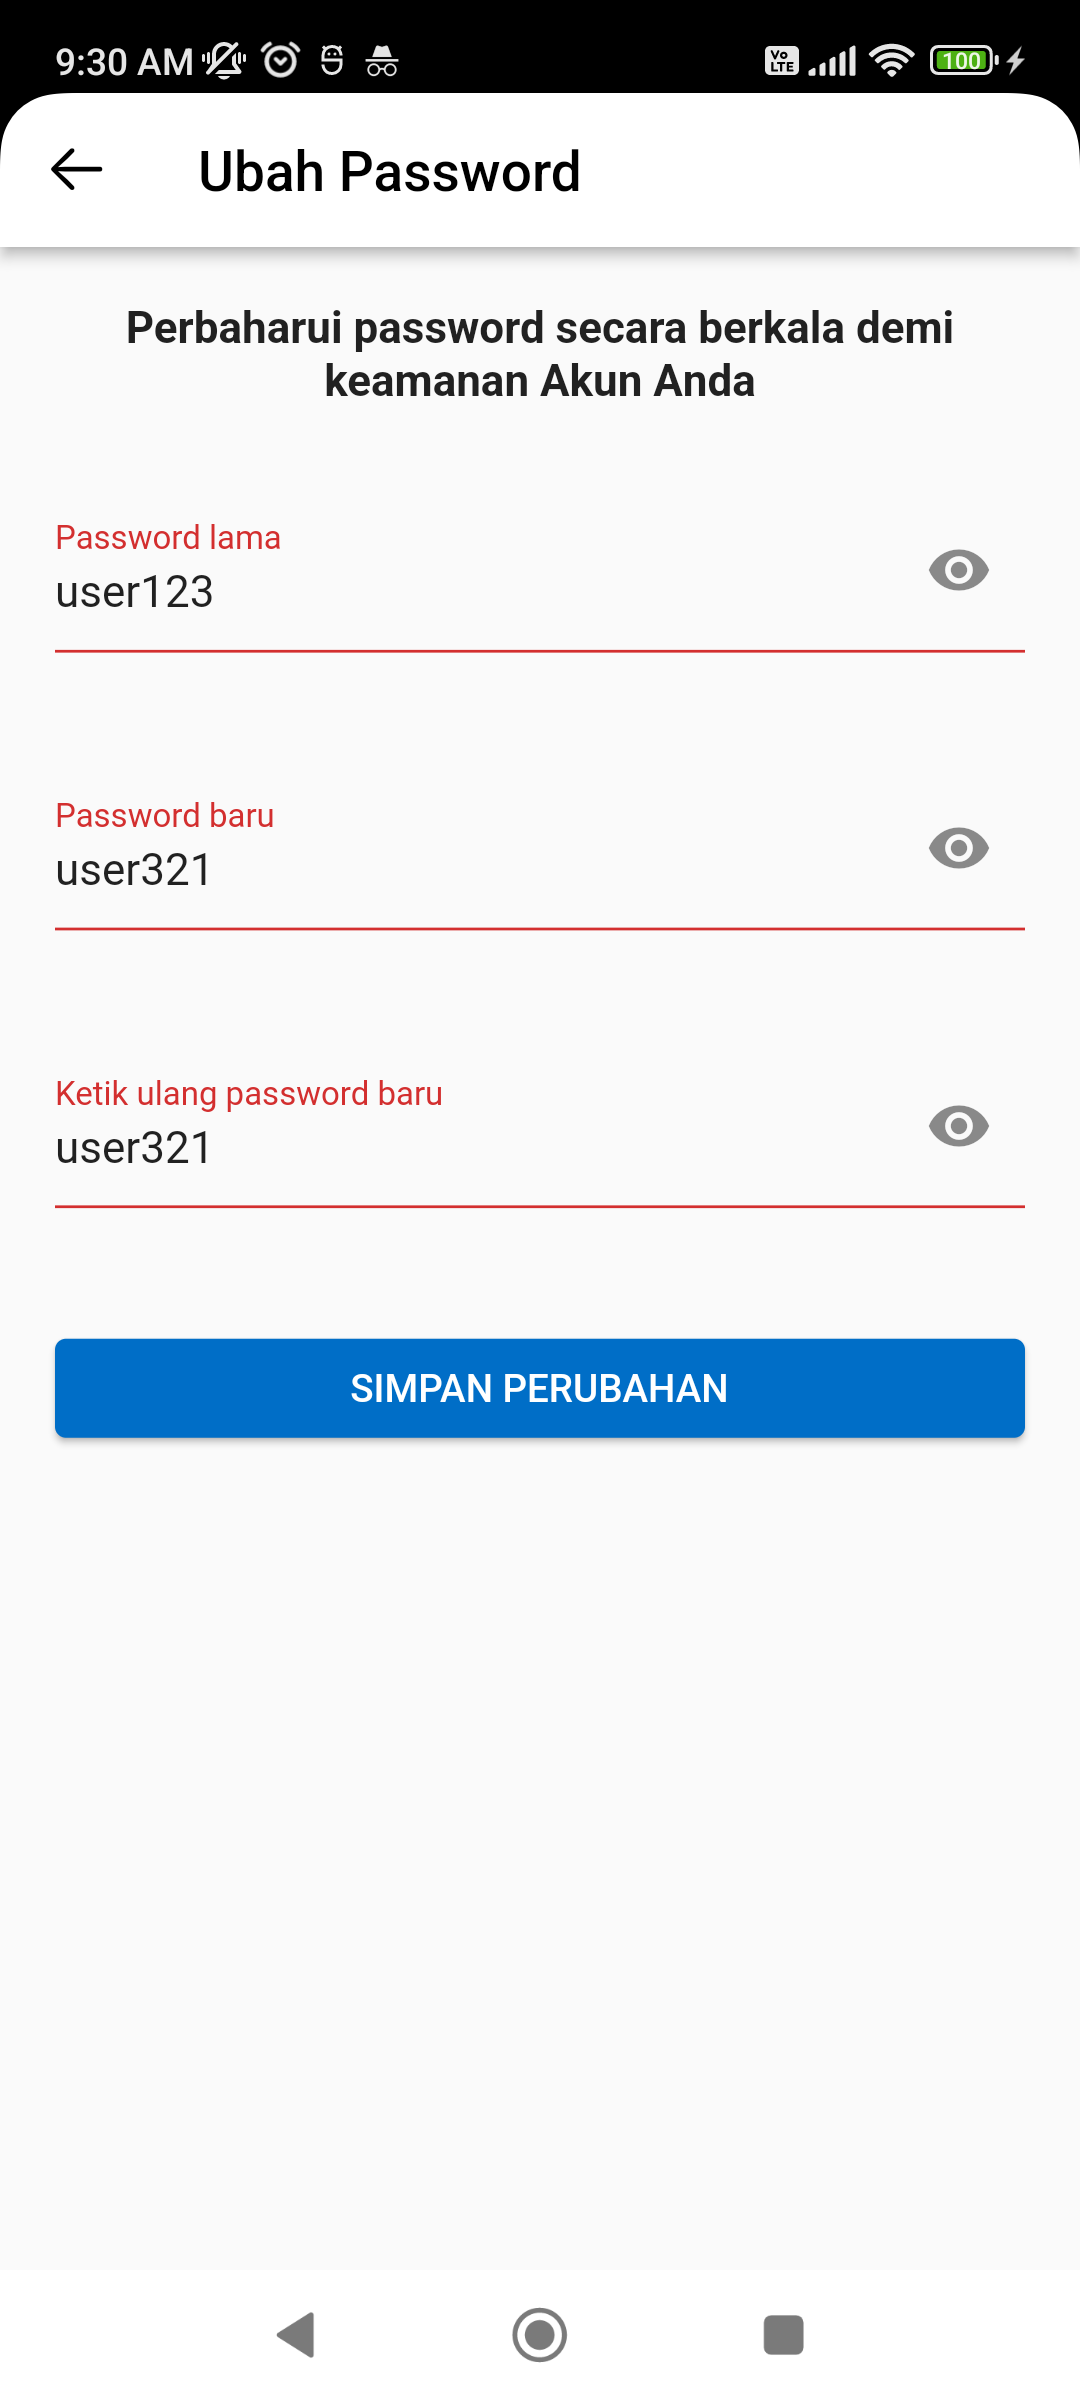 9:30 AM
Vo
LTE
100
Ubah Password
Perbaharui password secara berkala demi
keamanan Akun Anda
Password lama
user123
Password baru
user321
Ketik ulang password baru
user321
SIMPAN PERUBAHAN